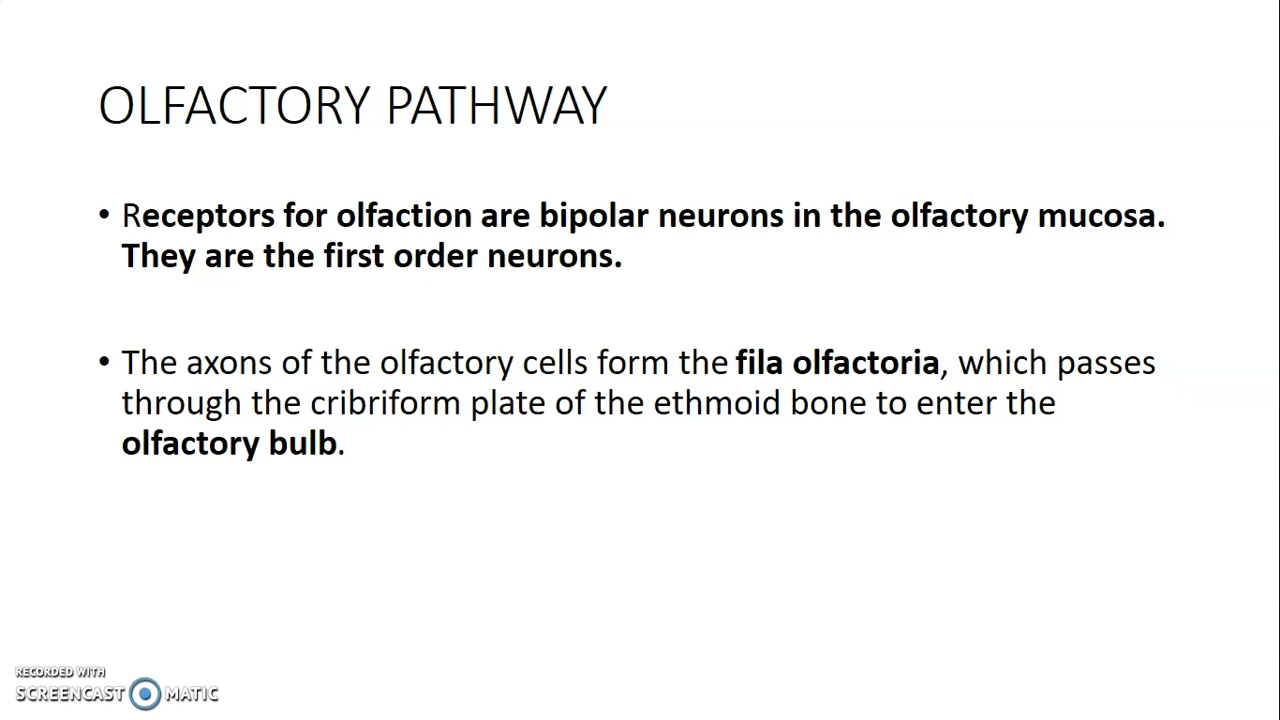 OLFACTORY PATHWAY
• Receptors for olfaction are bipolar neurons in the olfactory mucosa.
They are the first order neurons.
• The axons of the olfactory cells form the fila olfactoria, which passes
through the cribriform plate of the ethmoid bone to enter the
olfactory bulb.
RECORDED WITH
SCREENCAST MATIC